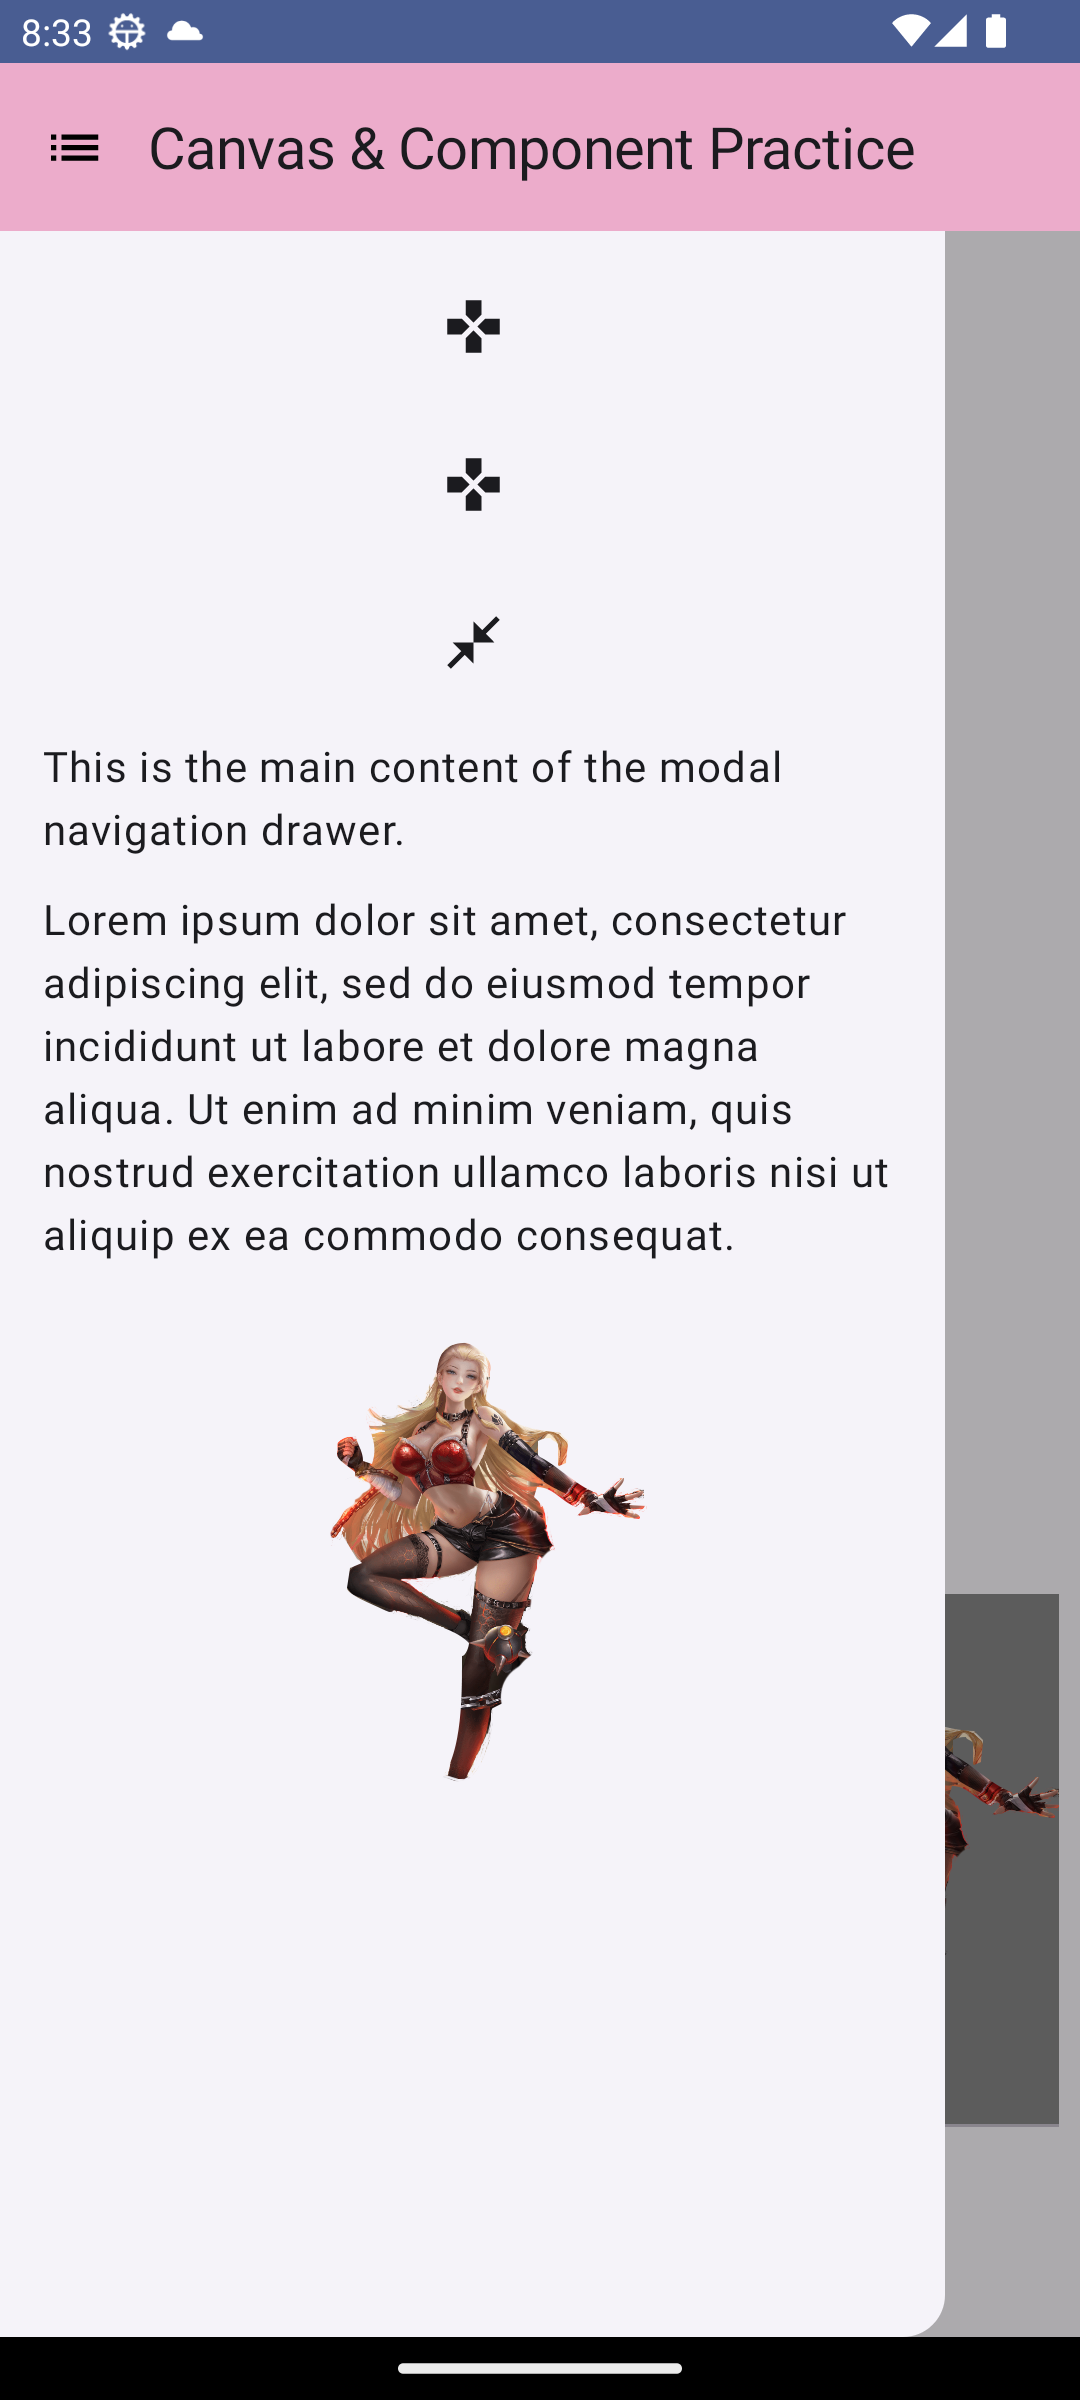 8:33
Canvas & Component Practice
This is the main content of the modal
navigation drawer.
Lorem ipsum dolor sit amet, consectetur
adipiscing elit, sed do eiusmod tempor
incididunt ut labore et dolore magna
aliqua. Ut enim ad minim veniam, quis
nostrud exercitation ullamco laboris nisi ut
aliquip ex ea commodo consequat.